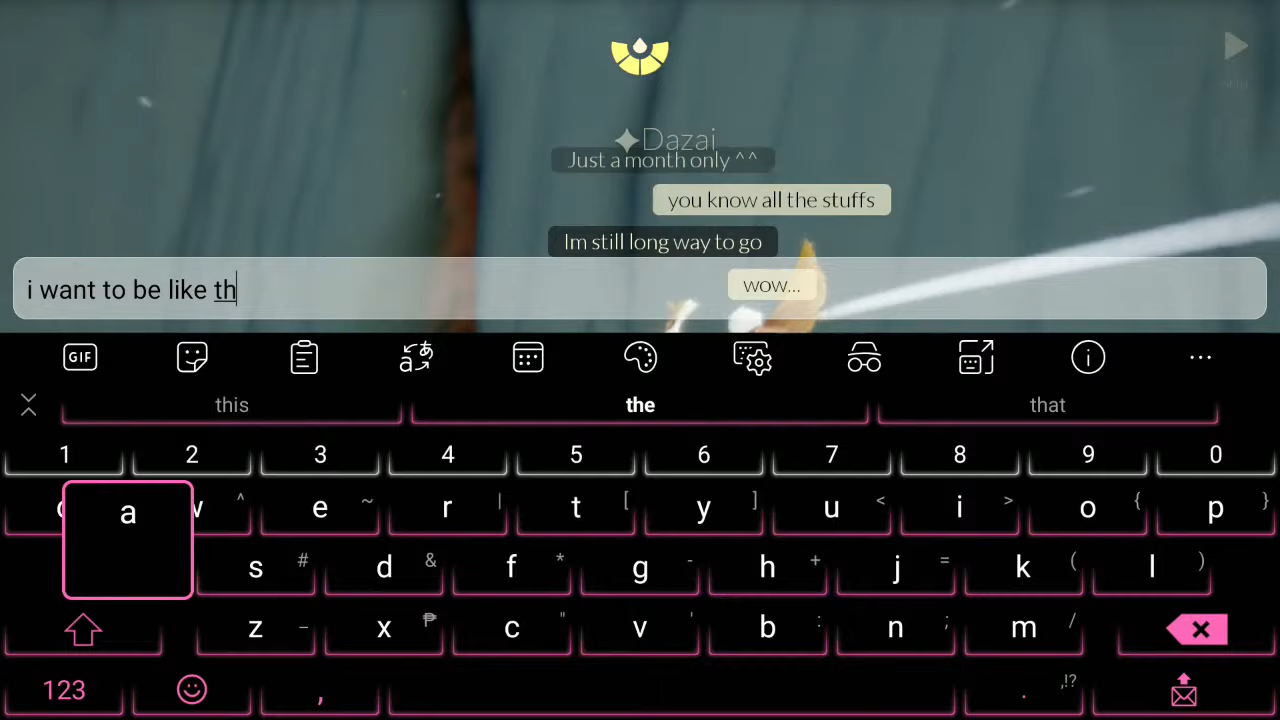 ✦Dazai
Just a month only ^^
you know all the stuffs
Im still long way to go
wow...
i want to be like th
GIF
this the that
1 2 3 4 5 6 7 8 9 0
a ^ e ~ r | t [ y ] u < i > o { p }
s # d & f * g - h + j = k ( l )
z _ x ₱ c " v ' b : n ; m /
123 , . ,!?